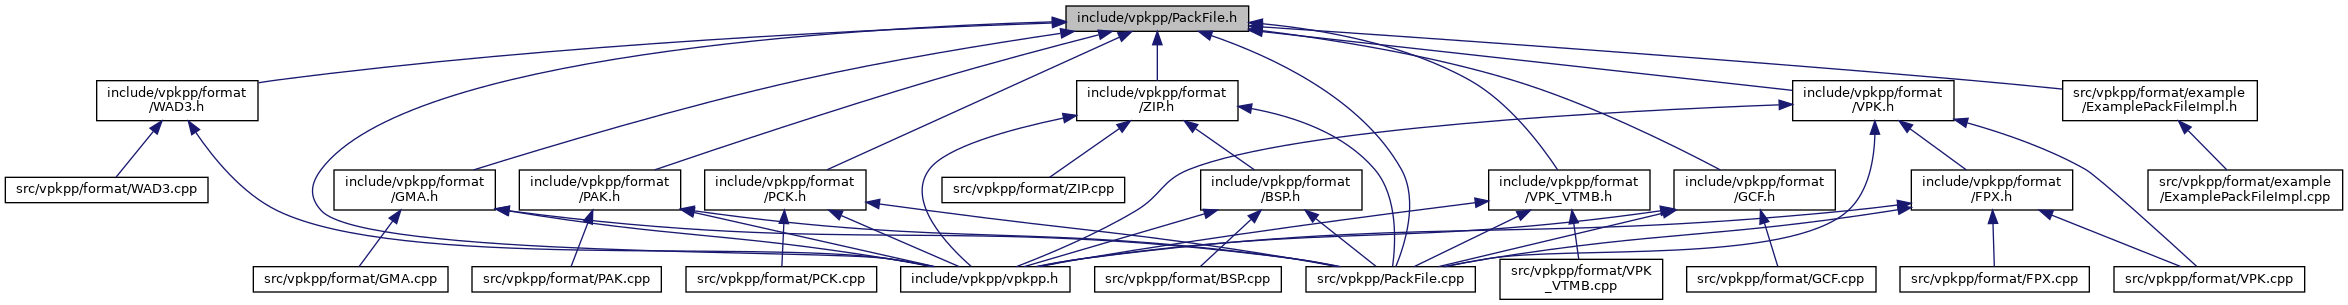 include/vpkpp/PackFile.h
include/vpkpp/format
/WAD3.h
include/vpkpp/format
/ZIP.h
include/vpkpp/format
/VPK.h
src/vpkpp/format/example
/ExamplePackFileImpl.h
src/vpkpp/format/WAD3.cpp
include/vpkpp/format
/GMA.h
include/vpkpp/format
/PAK.h
include/vpkpp/format
/PCK.h
src/vpkpp/format/ZIP.cpp
include/vpkpp/format
/BSP.h
include/vpkpp/format
/VPK_VTMB.h
include/vpkpp/format
/GCF.h
include/vpkpp/format
/FPX.h
src/vpkpp/format/example
/ExamplePackFileImpl.cpp
src/vpkpp/format/GMA.cpp
src/vpkpp/format/PAK.cpp
src/vpkpp/format/PCK.cpp
include/vpkpp/vpkpp.h
src/vpkpp/format/BSP.cpp
src/vpkpp/PackFile.cpp
src/vpkpp/format/VPK
_VTMB.cpp
src/vpkpp/format/GCF.cpp
src/vpkpp/format/FPX.cpp
src/vpkpp/format/VPK.cpp